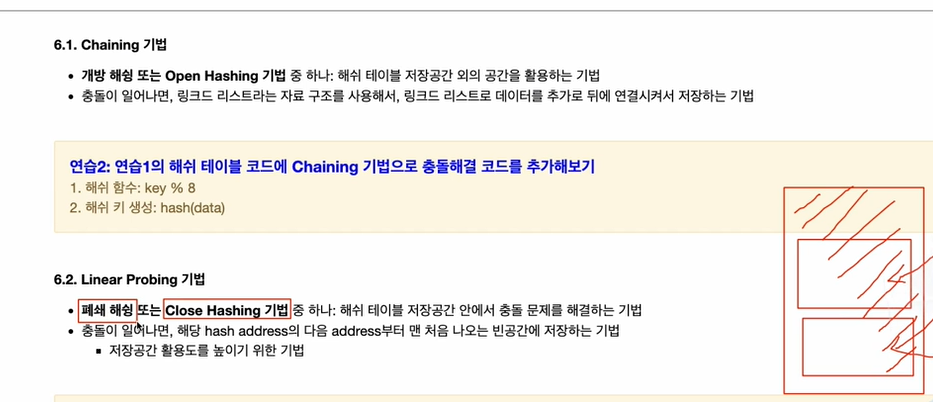 6.1. Chaining 기법
• 개방 해슁 또는 Open Hashing 기법 중 하나: 해쉬 테이블 저장공간 외의 공간을 활용하는 기법
• 충돌이 일어나면, 링크드 리스트라는 자료 구조를 사용해서, 링크드 리스트로 데이터를 추가로 뒤에 연결시켜서 저장하는 기법
연습2: 연습1의 해쉬 테이블 코드에 Chaining 기법으로 충돌해결 코드를 추가해보기
1. 해쉬 함수: key % 8
2. 해쉬 키 생성: hash(data)
6.2. Linear Probing 기법
• 폐쇄 해슁 또는 Close Hashing 기법 중 하나: 해쉬 테이블 저장공간 안에서 충돌 문제를 해결하는 기법
• 충돌이 일어나면, 해당 hash address의 다음 address부터 맨 처음 나오는 빈공간에 저장하는 기법
▪ 저장공간 활용도를 높이기 위한 기법